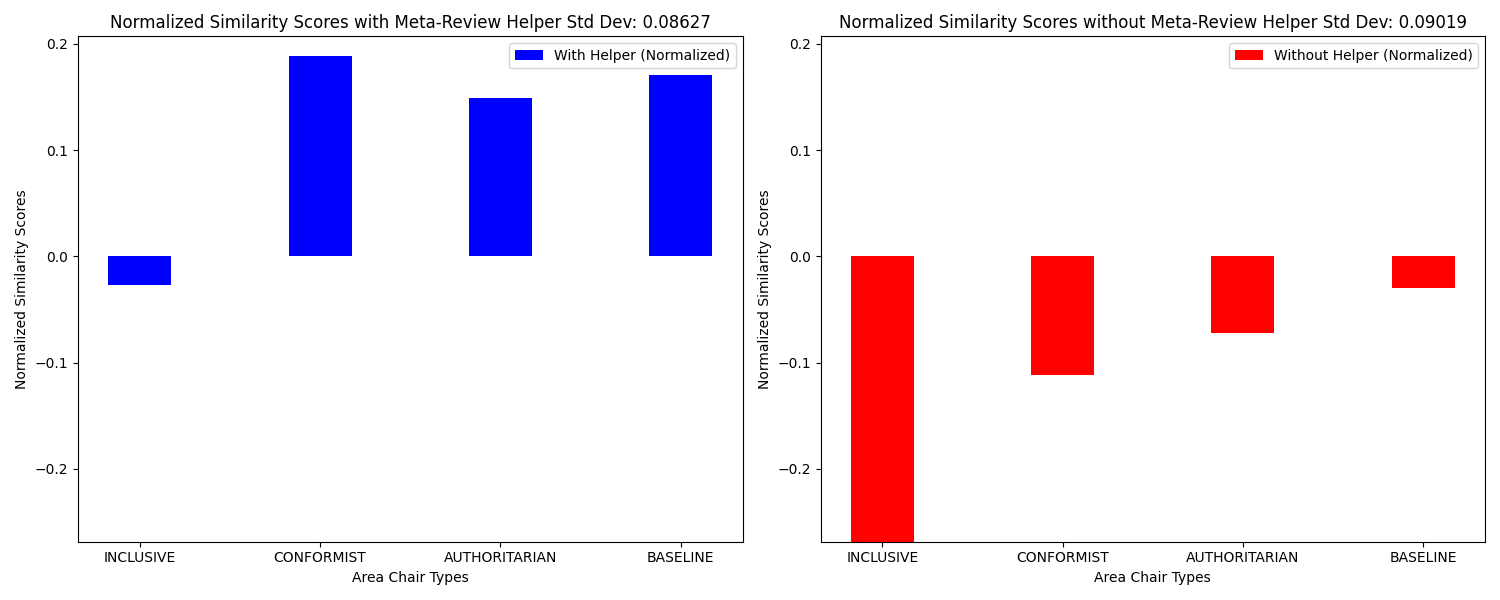 Normalized Similarity Scores with Meta-Review Helper Std Dev: 0.08627
With Helper (Normalized)
Normalized Similarity Scores
0.2
0.1
0.0
−0.1
−0.2
INCLUSIVE CONFORMIST AUTHORITARIAN BASELINE
Area Chair Types
Normalized Similarity Scores without Meta-Review Helper Std Dev: 0.09019
Without Helper (Normalized)
Normalized Similarity Scores
0.2
0.1
0.0
−0.1
−0.2
INCLUSIVE CONFORMIST AUTHORITARIAN BASELINE
Area Chair Types